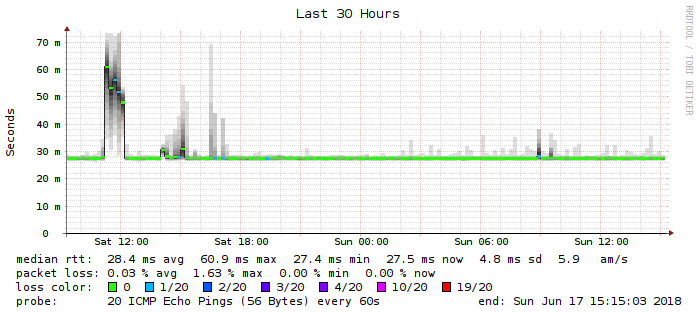 Last 30 Hours
RRDTOOL / TOBI OETIKER
Seconds
70 m
60 m
50 m
40 m
30 m
20 m
10 m
0
Sat 12:00 Sat 18:00 Sun 00:00 Sun 06:00 Sun 12:00
median rtt: 28.4 ms avg 60.9 ms max 27.4 ms min 27.5 ms now 4.8 ms sd 5.9 am/s
packet loss: 0.03 % avg 1.63 % max 0.00 % min 0.00 % now
loss color: 0 1/20 2/20 3/20 4/20 10/20 19/20
probe: 20 ICMP Echo Pings (56 Bytes) every 60s end: Sun Jun 17 15:15:03 2018